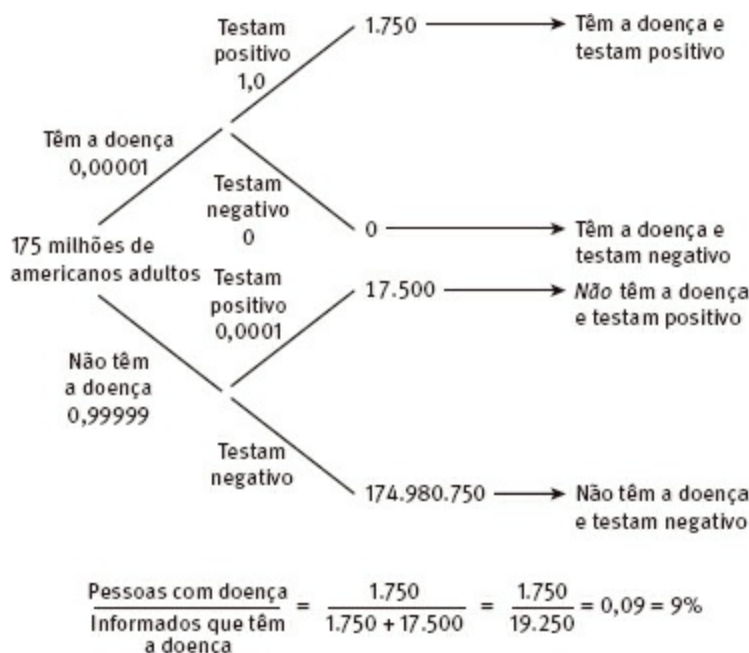 Testam
positivo
1,0
1.750
Têm a doença e
testam positivo
Têm a doença
0,00001
Testam
negativo
0
0
Têm a doença e
testam negativo
175 milhões de
americanos adultos
Testam
positivo
0,0001
17.500
Não têm a doença
e testam positivo
Não têm
a doença
0,99999
Testam
negativo
174.980.750
Não têm a doença
e testam negativo
Pessoas com doença
Informados que têm
a doença
= 1.750
1.750 + 17.500
= 1.750
19.250
= 0,09 = 9%